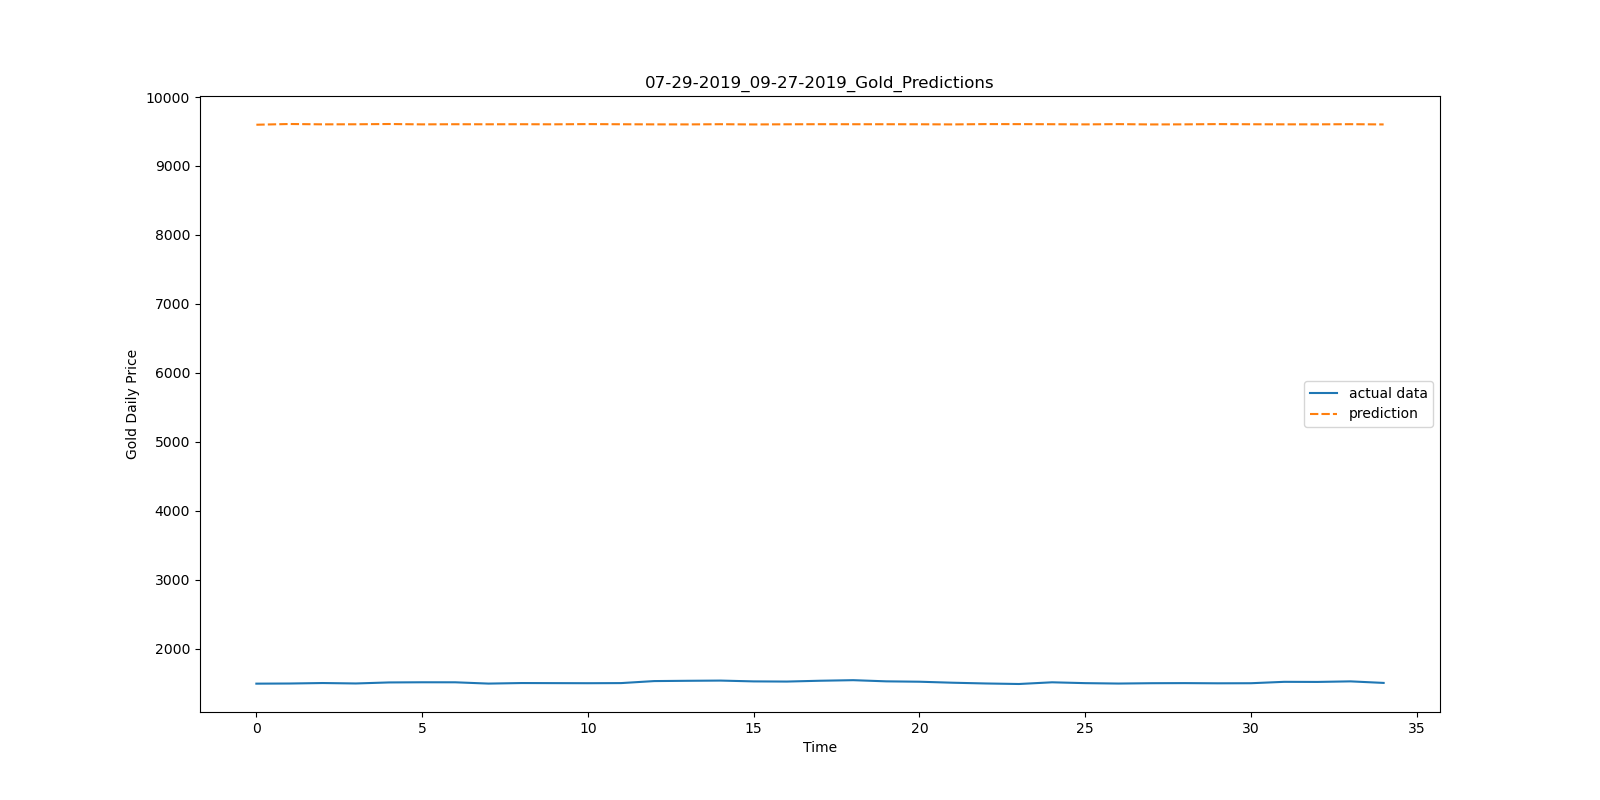 07-29-2019_09-27-2019_Gold_Predictions
10000
9000
8000
7000
6000
5000
4000
3000
2000
Gold Daily Price
actual data
prediction
0 5 10 15 20 25 30 35
Time